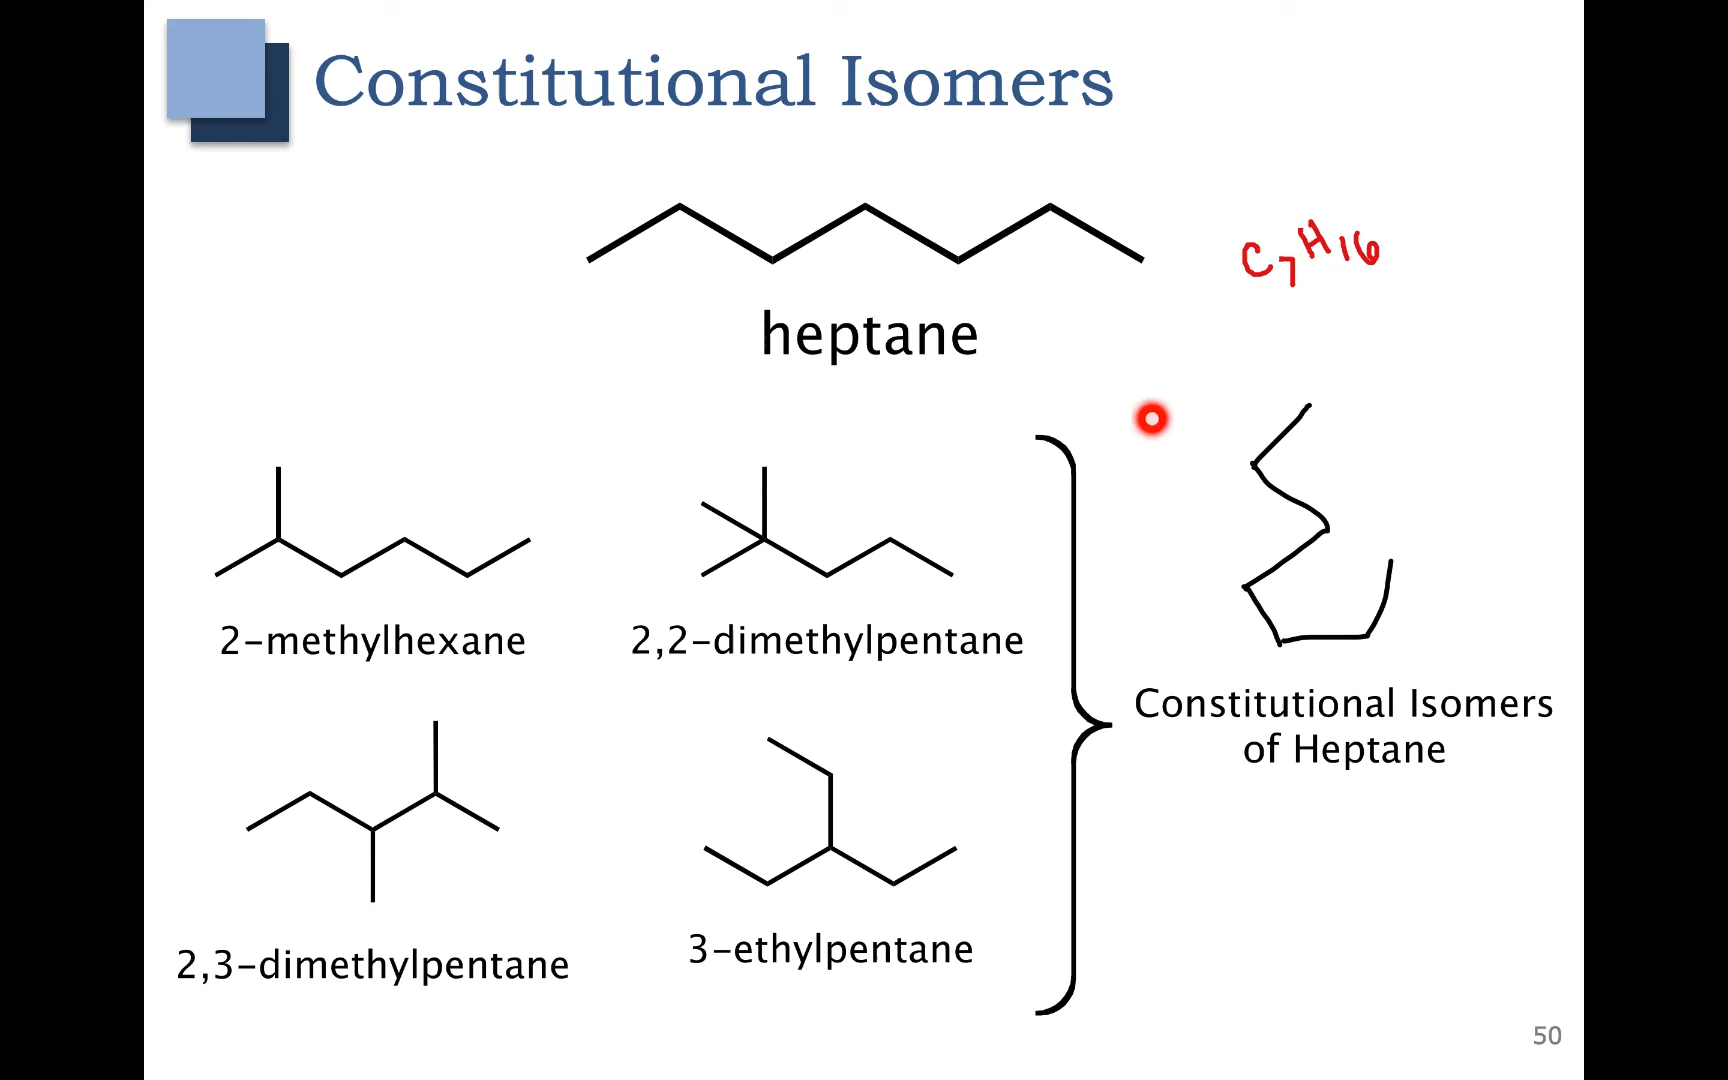 Constitutional Isomers
C7H16
heptane
2-methylhexane
2,2-dimethylpentane
Constitutional Isomers
of Heptane
2,3-dimethylpentane
3-ethylpentane
50